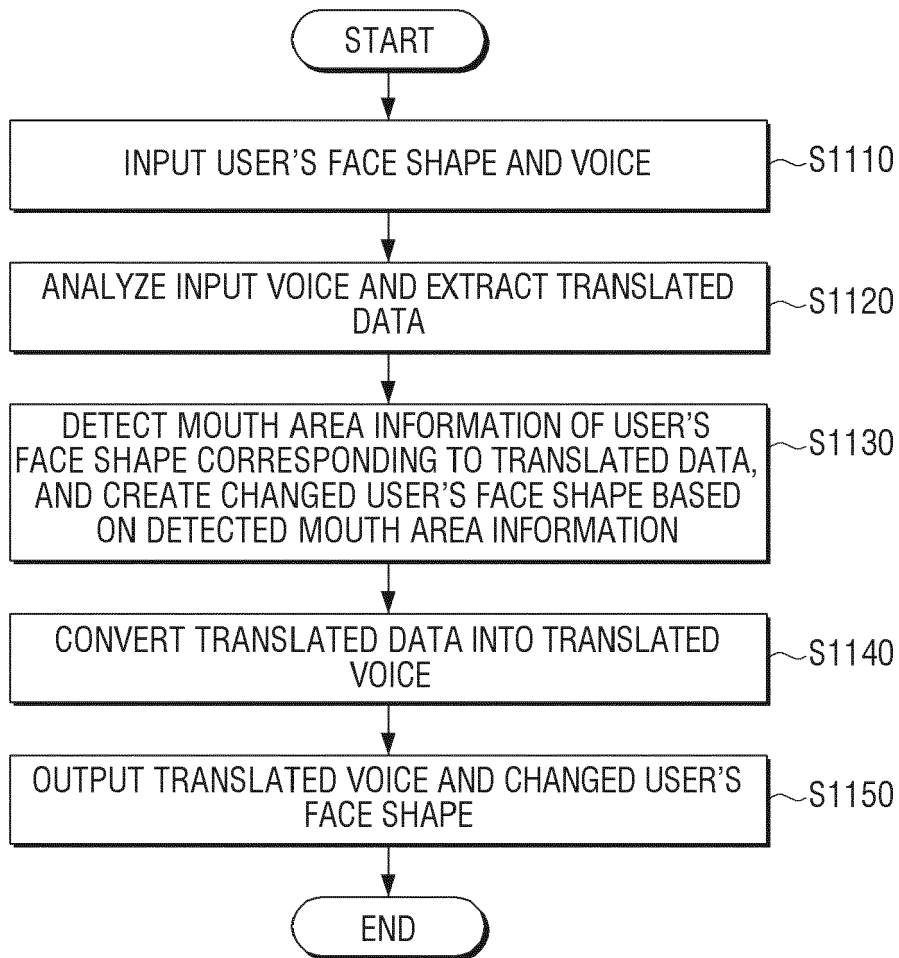 START
INPUT USER'S FACE SHAPE AND VOICE
S1110
ANALYZE INPUT VOICE AND EXTRACT TRANSLATED
DATA
S1120
DETECT MOUTH AREA INFORMATION OF USER'S
FACE SHAPE CORRESPONDING TO TRANSLATED DATA,
AND CREATE CHANGED USER'S FACE SHAPE BASED
ON DETECTED MOUTH AREA INFORMATION
S1130
CONVERT TRANSLATED DATA INTO TRANSLATED
VOICE
S1140
OUTPUT TRANSLATED VOICE AND CHANGED USER'S
FACE SHAPE
S1150
END